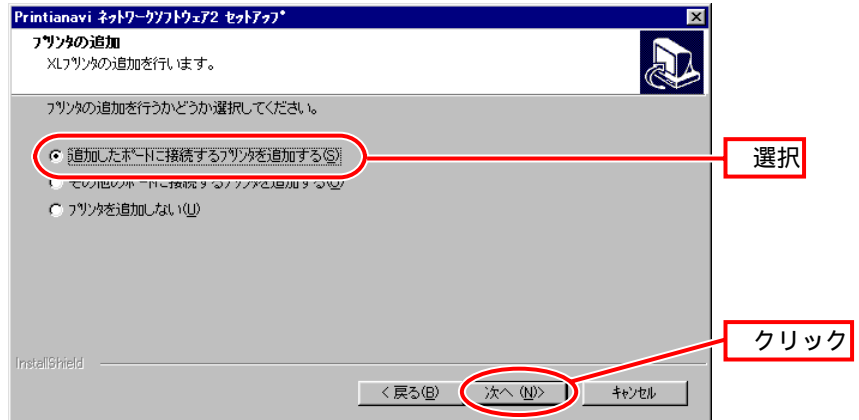 Printianavi ﾈｯﾄﾜｰｸｿﾌﾄｳｪｱ2 ｾｯﾄｱｯﾌﾟ
ﾌﾟﾘﾝﾀの追加
XLﾌﾟﾘﾝﾀの追加を行います。
ﾌﾟﾘﾝﾀの追加を行うかどうか選択してください。
追加したﾎﾟｰﾄに接続するﾌﾟﾘﾝﾀを追加する(S)
選択
その他のﾎﾟｰﾄに接続するﾌﾟﾘﾝﾀを追加する(O)
ﾌﾟﾘﾝﾀを追加しない(U)
クリック
InstallShield
< 戻る(B)
次へ (N)>
ｷｬﾝｾﾙ